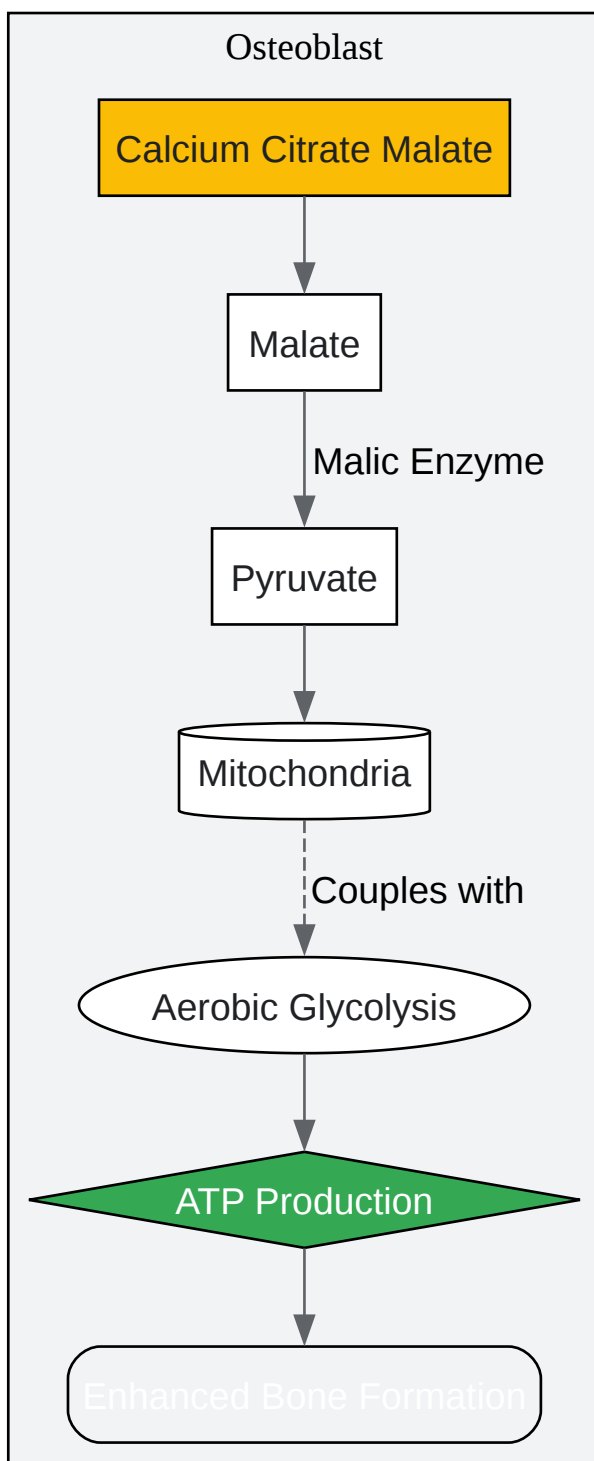 Osteoblast
Calcium Citrate Malate
Malate
Malic Enzyme
Pyruvate
Mitochondria
Couples with
Aerobic Glycolysis
ATP Production
Enhanced Bone Formation